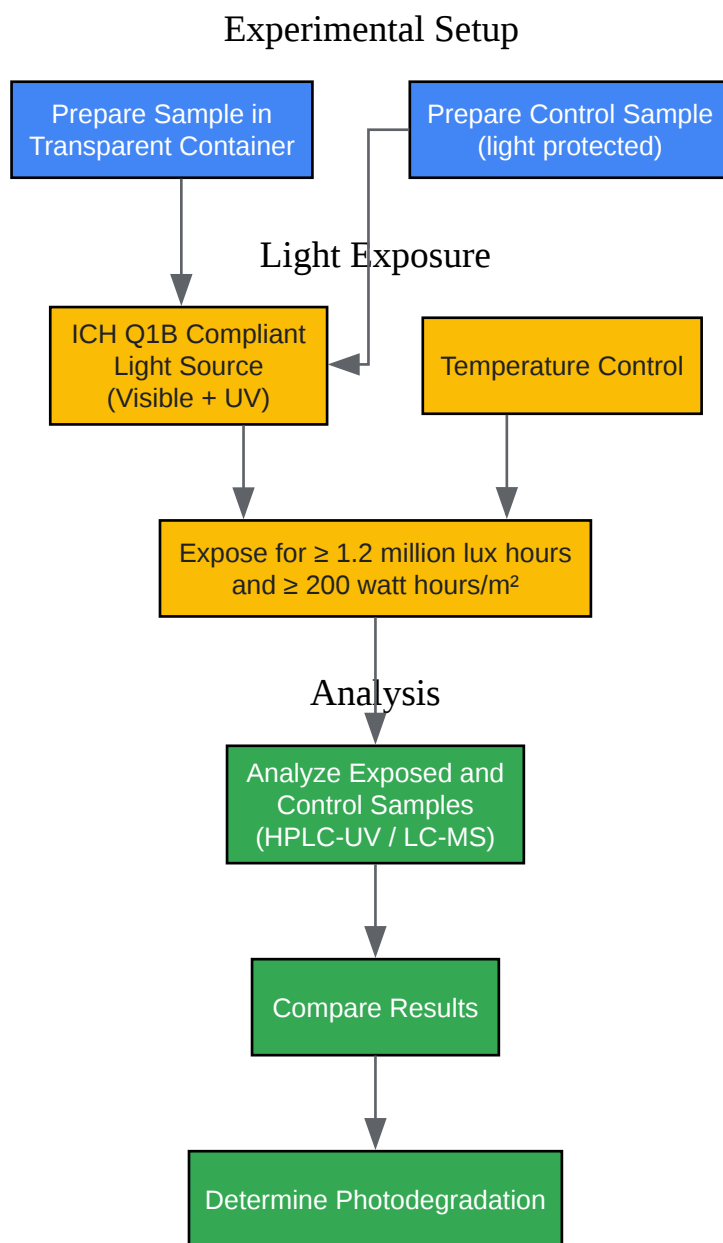 Experimental Setup
Prepare Sample in
Transparent Container
Prepare Control Sample
(light protected)
Light Exposure
ICH Q1B Compliant
Light Source
(Visible + UV)
Temperature Control
Expose for ≥ 1.2 million lux hours
and ≥ 200 watt hours/m²
Analysis
Analyze Exposed and
Control Samples
(HPLC-UV / LC-MS)
Compare Results
Determine Photodegradation